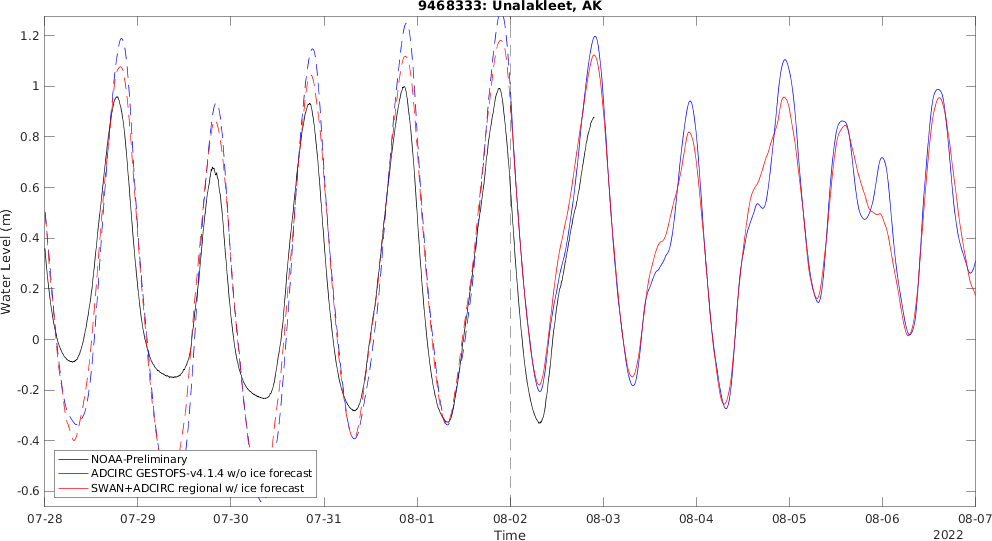 9468333: Unalakleet, AK
1.2
1
0.8
0.6
0.4
0.2
0
-0.2
-0.4
-0.6
Water Level (m)
NOAA-Preliminary
ADCIRC GESTOFS-v4.1.4 w/o ice forecast
SWAN+ADCIRC regional w/ ice forecast
07-28 07-29 07-30 07-31 08-01 08-02 08-03 08-04 08-05 08-06 08-07
Time
2022